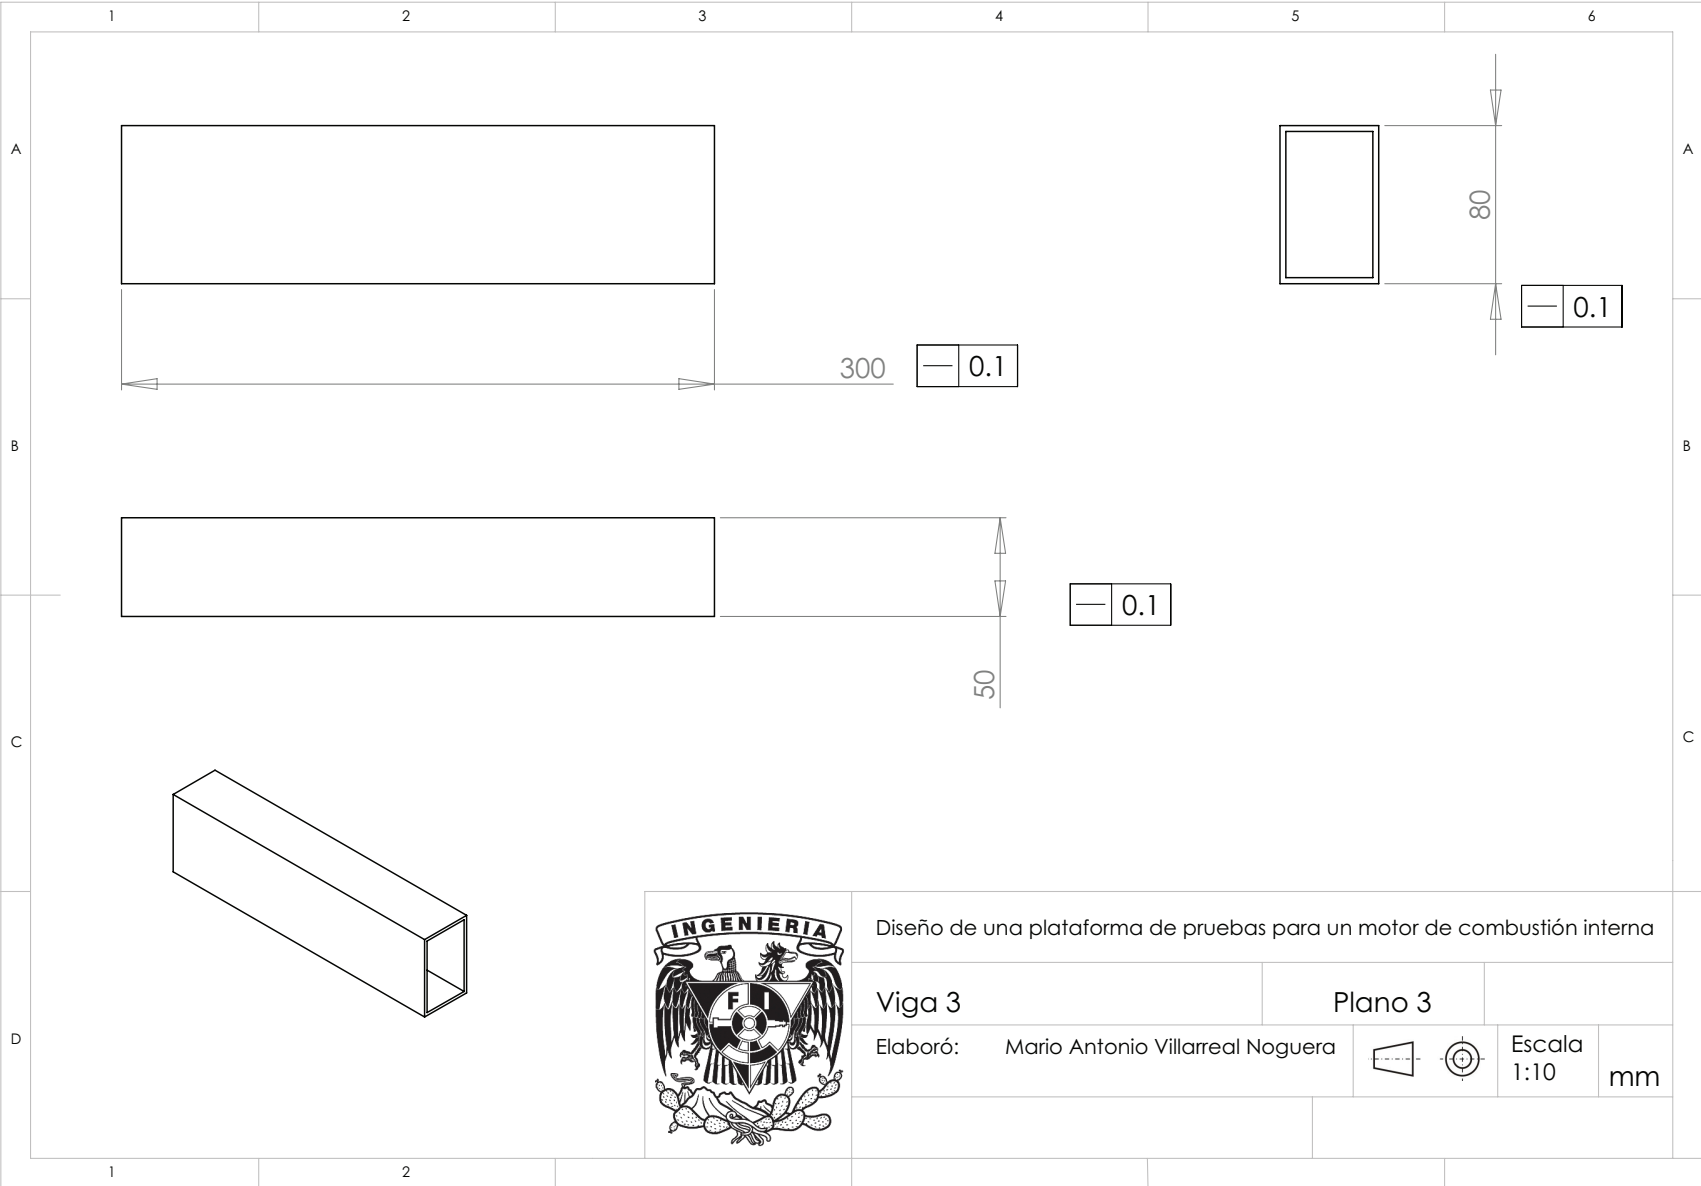 1 2 3 4 5 6
A A
80
0.1
300
0.1
B B
0.1
50
C C
INGENIERIA
F I
Diseño de una plataforma de pruebas para un motor de combustión interna
Viga 3 Plano 3
D
Elaboró: Mario Antonio Villarreal Noguera
Escala
1:10
mm
1 2